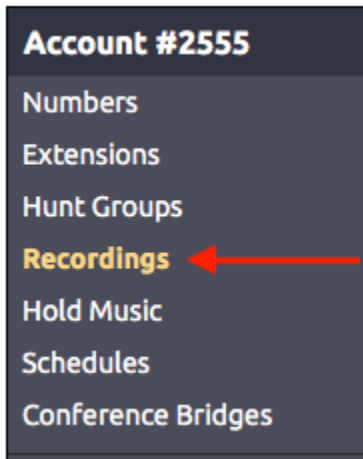 Account #2555
Numbers
Extensions
Hunt Groups
Recordings
Hold Music
Schedules
Conference Bridges